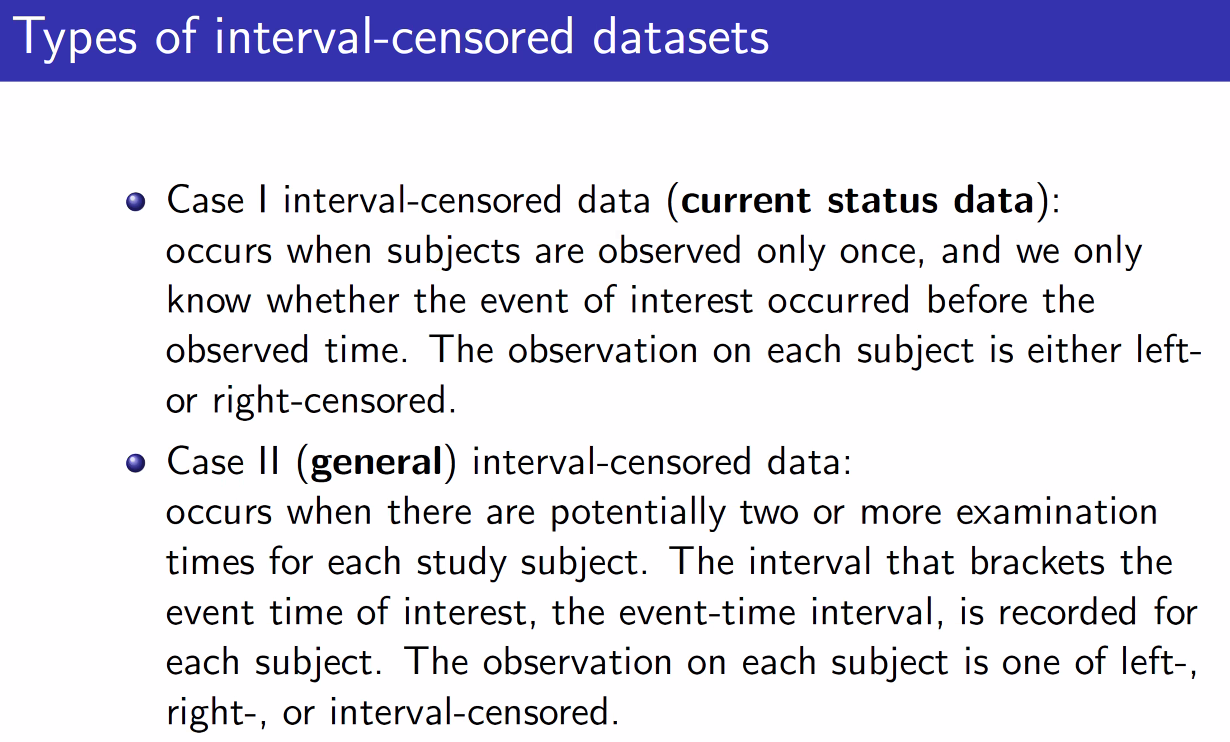 Types of interval-censored datasets
Case I interval-censored data (current status data):
occurs when subjects are observed only once, and we only
know whether the event of interest occurred before the
observed time. The observation on each subject is either left-
or right-censored.
Case II (general) interval-censored data:
occurs when there are potentially two or more examination
times for each study subject. The interval that brackets the
event time of interest, the event-time interval, is recorded for
each subject. The observation on each subject is one of left-,
right-, or interval-censored.